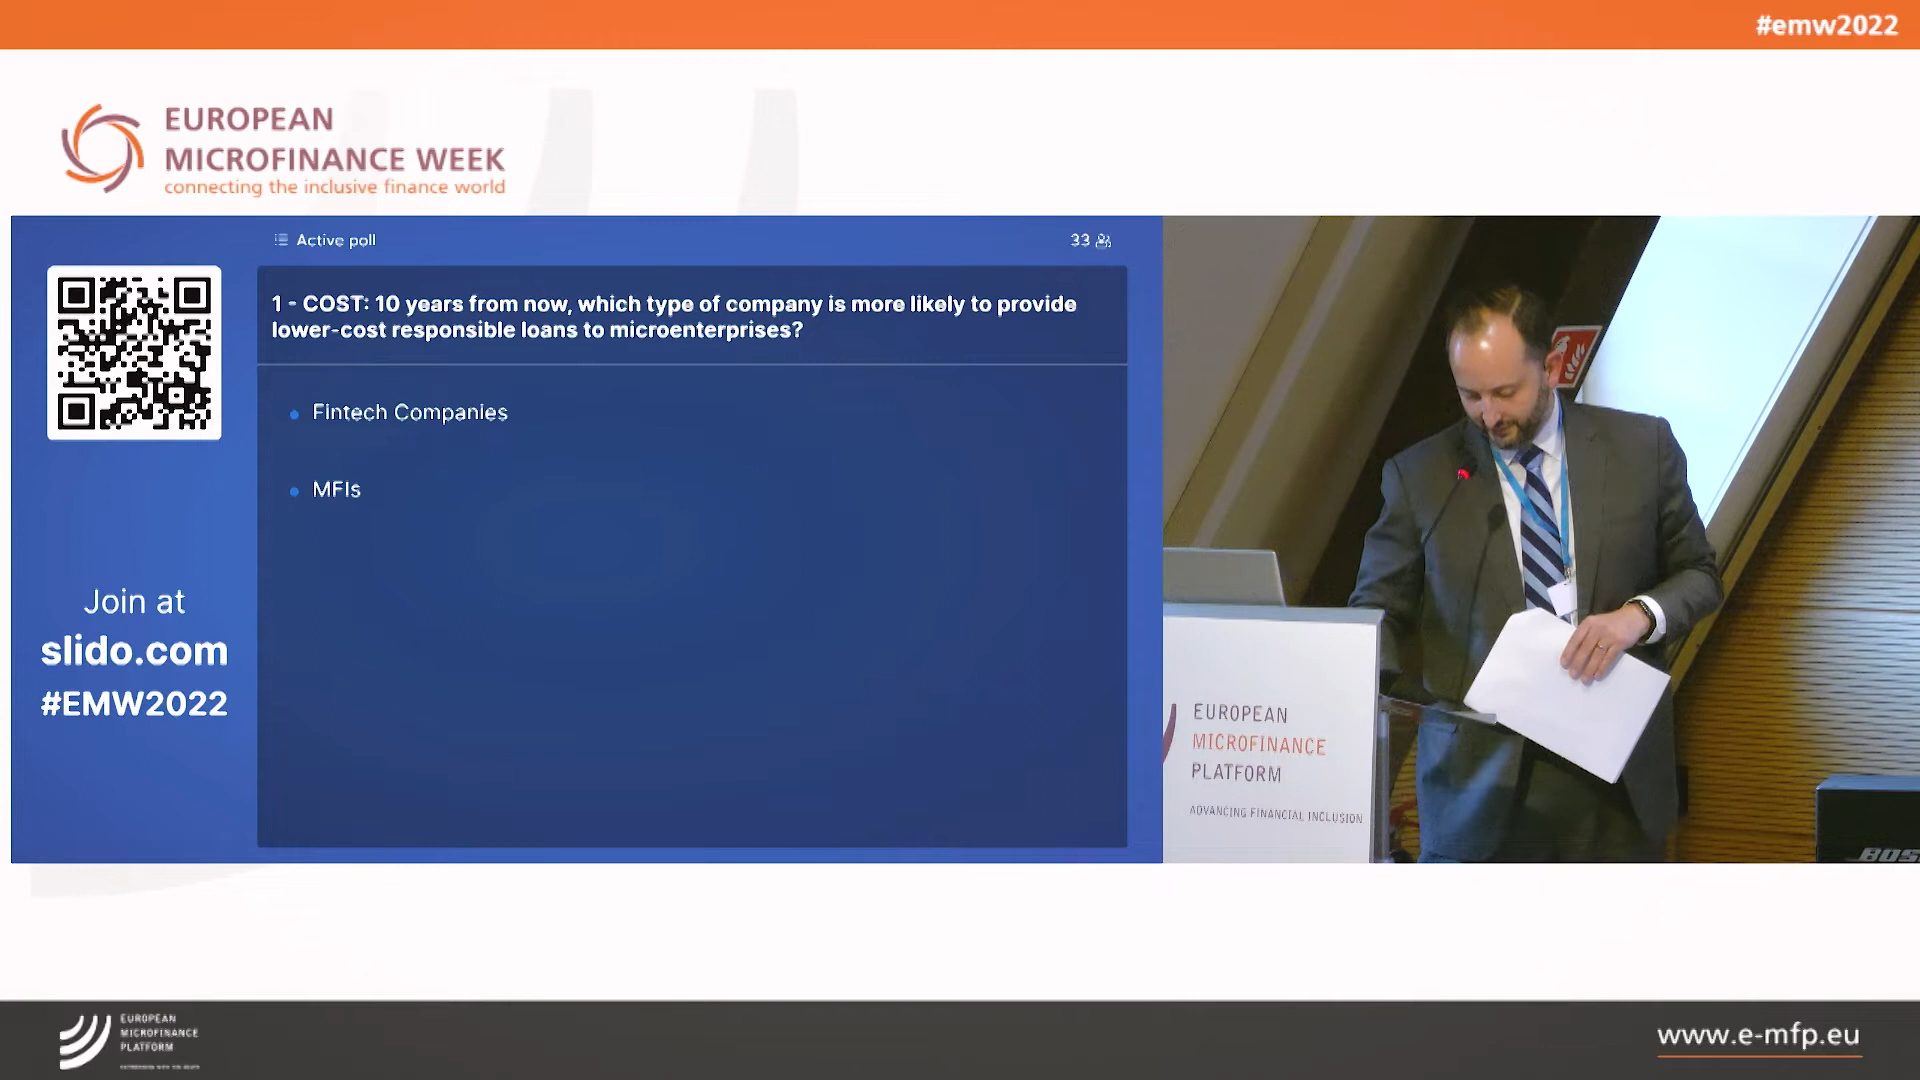 #emw2022
EUROPEAN
MICROFINANCE WEEK
connecting the inclusive finance world
Active poll
33
1 - COST: 10 years from now, which type of company is more likely to provide
lower-cost responsible loans to microenterprises?
Fintech Companies
MFIs
Join at
slido.com
#EMW2022
EUROPEAN
MICROFINANCE
PLATFORM
ADVANCING FINANCIAL INCLUSION
BOSE
EUROPEAN
MICROFINANCE
PLATFORM
www.e-mfp.eu